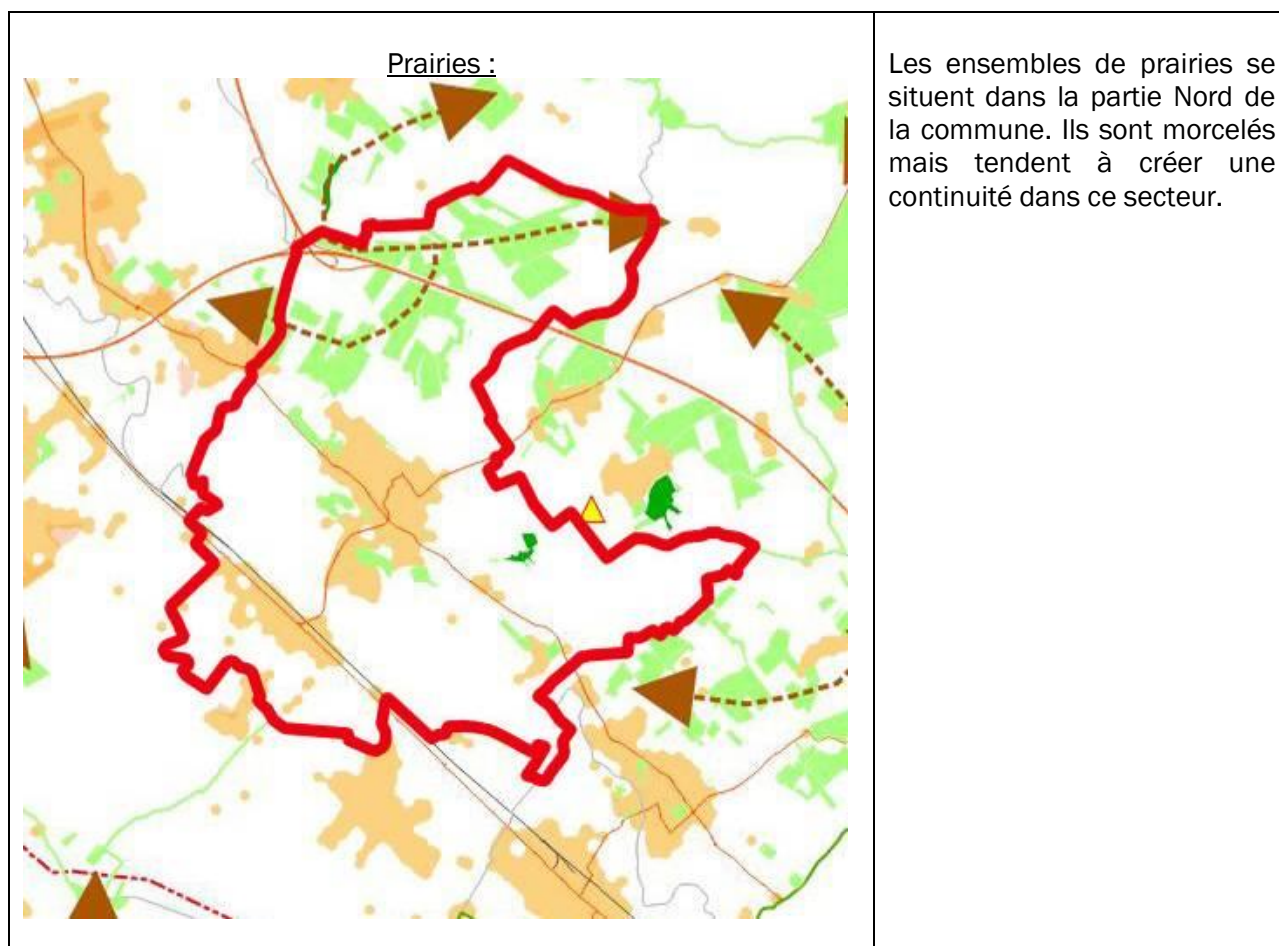 Prairies :
Les ensembles de prairies se
situent dans la partie Nord de
la commune. Ils sont morcelés
mais tendent à créer une
continuité dans ce secteur.